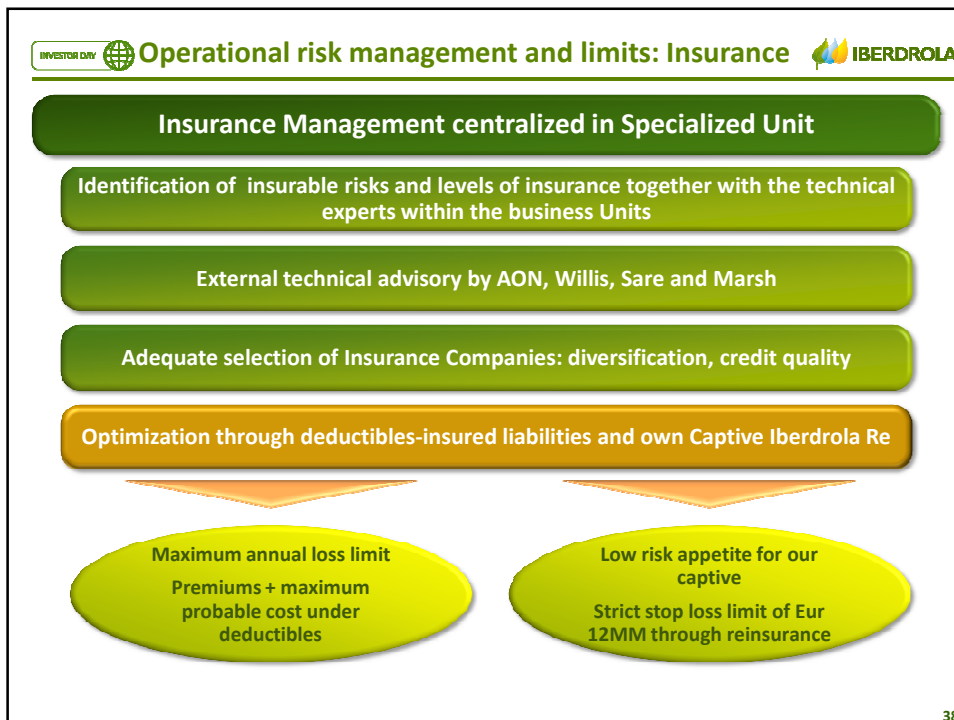 INVESTOR DAY
Operational risk management and limits: Insurance
IBERDROLA
Insurance Management centralized in Specialized Unit
Identification of insurable risks and levels of insurance together with the technical
experts within the business Units
External technical advisory by AON, Willis, Sare and Marsh
Adequate selection of Insurance Companies: diversification, credit quality
Optimization through deductibles-insured liabilities and own Captive Iberdrola Re
Maximum annual loss limit
Premiums + maximum
probable cost under
deductibles
Low risk appetite for our
captive
Strict stop loss limit of Eur
12MM through reinsurance
38